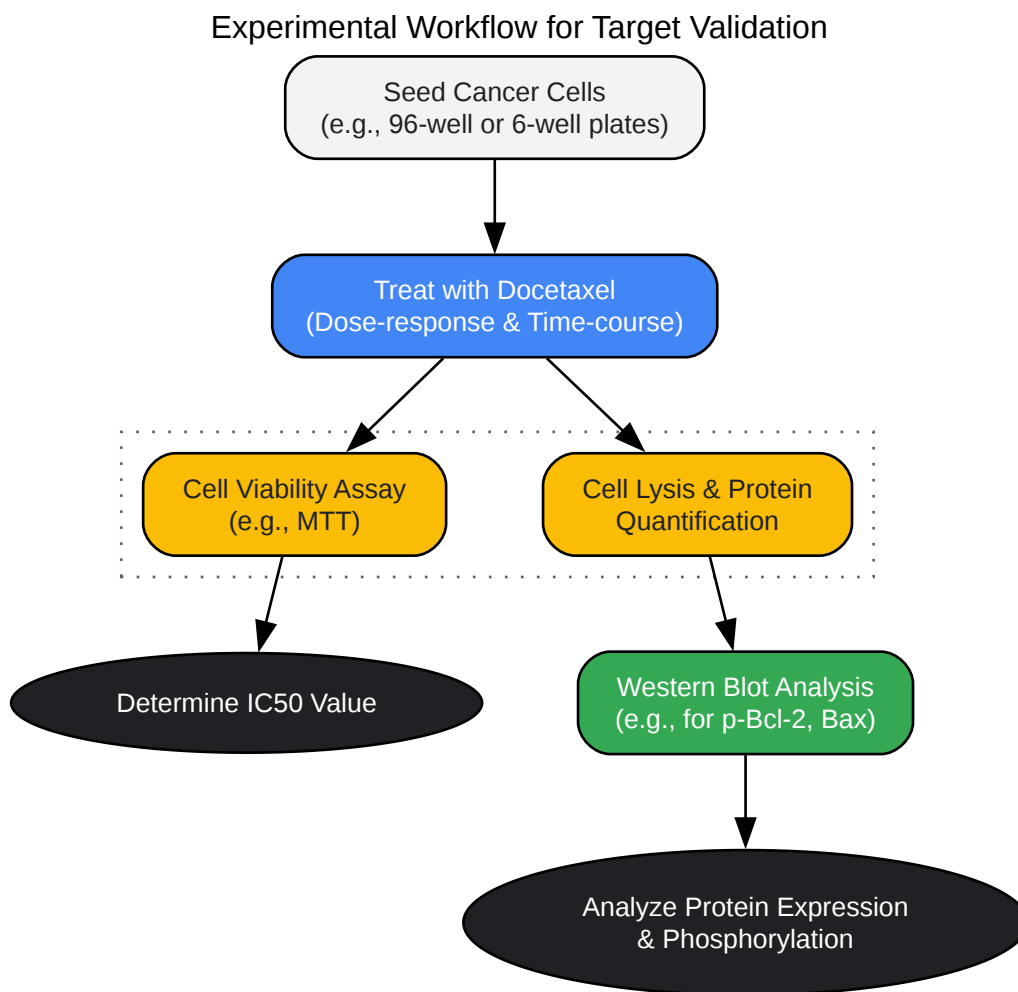 Experimental Workflow for Target Validation
Seed Cancer Cells
(e.g., 96-well or 6-well plates)
Treat with Docetaxel
(Dose-response & Time-course)
Cell Viability Assay
(e.g., MTT)
Cell Lysis & Protein
Quantification
Determine IC50 Value
Western Blot Analysis
(e.g., for p-Bcl-2, Bax)
Analyze Protein Expression
& Phosphorylation